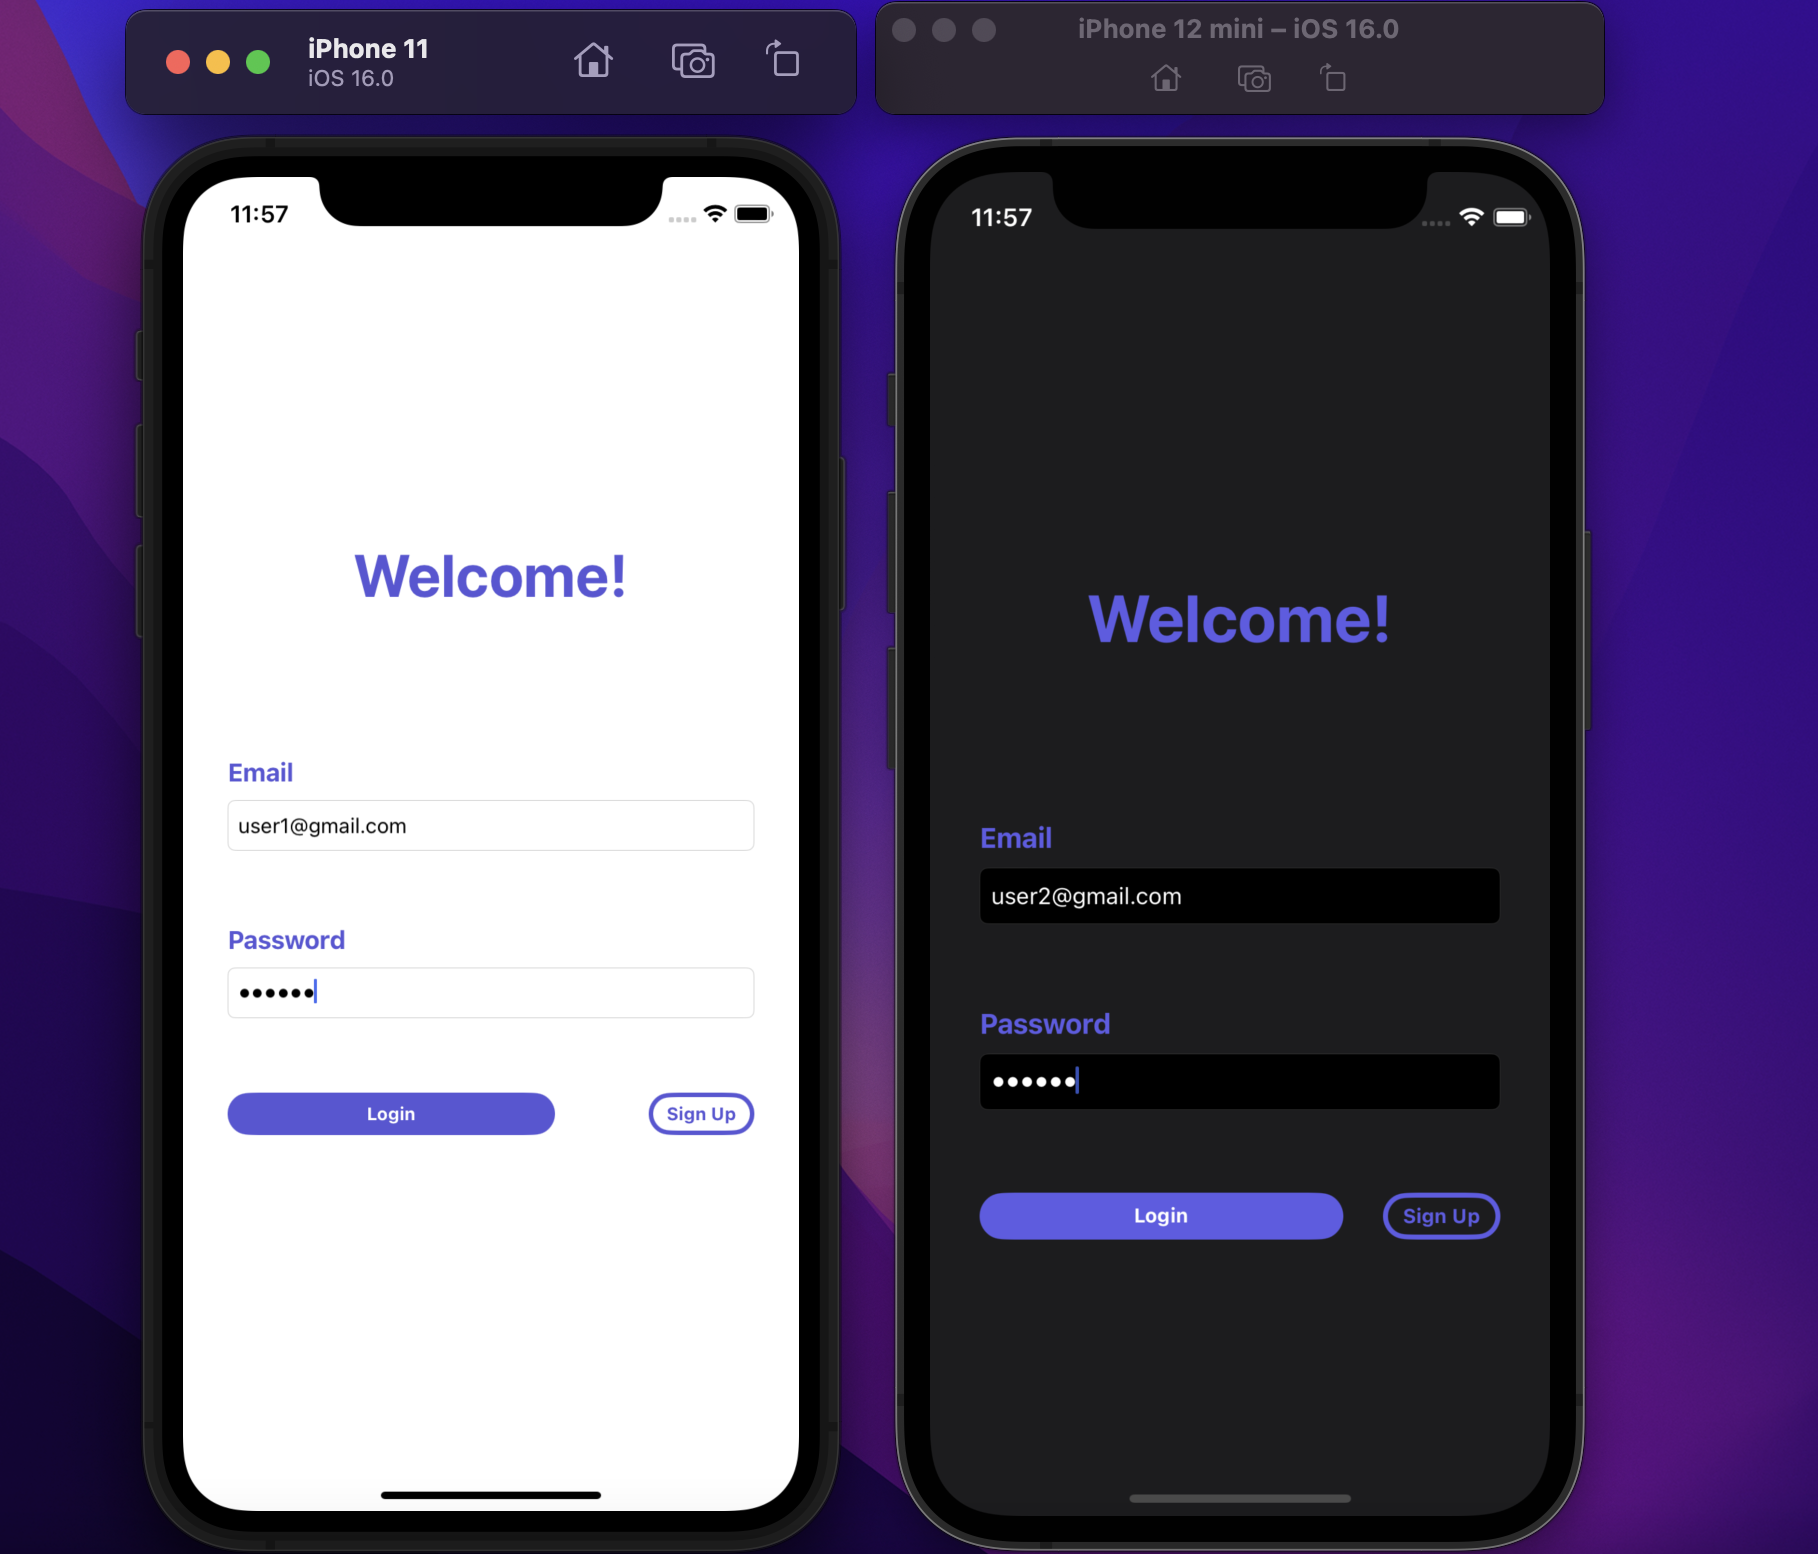 iPhone 11
iOS 16.0
11:57
Welcome!
Email
user1@gmail.com
Password
••••••
Login
Sign Up
iPhone 12 mini – iOS 16.0
11:57
Welcome!
Email
user2@gmail.com
Password
••••••
Login
Sign Up